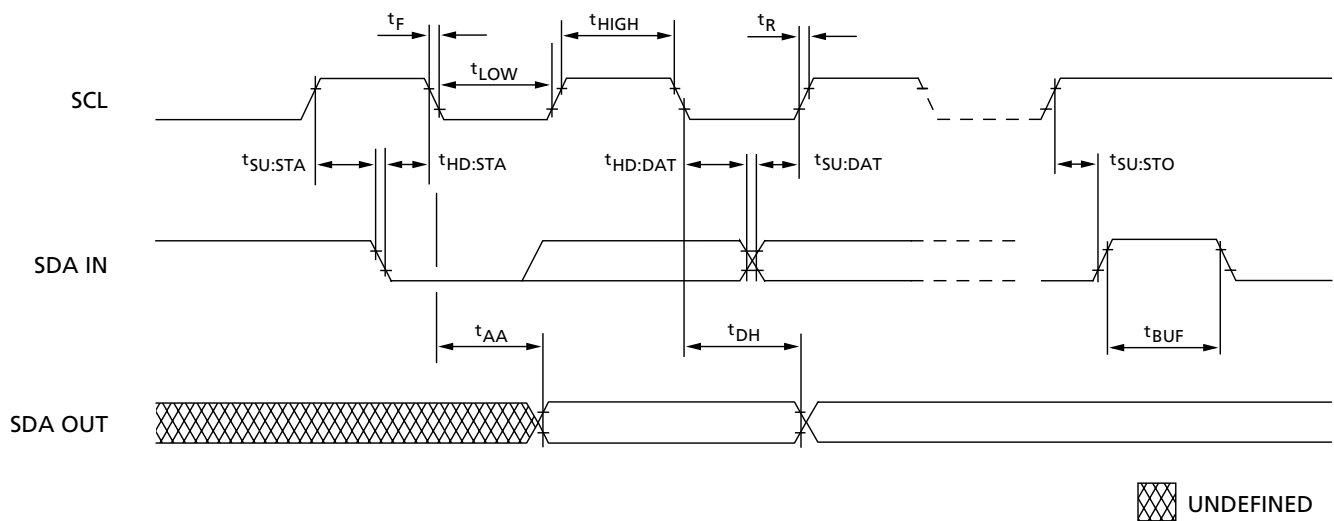 tF
tHIGH
tR
tLOW
SCL
tSU:STA
tHD:STA
tHD:DAT
tSU:DAT
tSU:STO
SDA IN
tAA
tDH
tBUF
SDA OUT
UNDEFINED